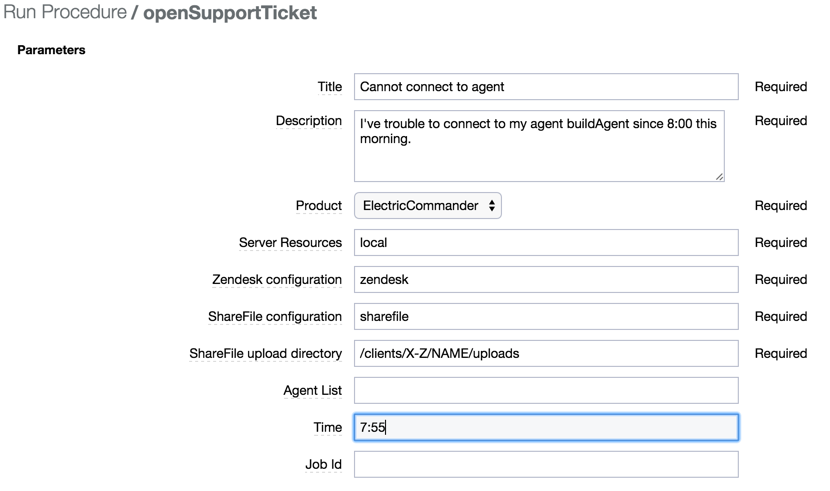 Run Procedure / openSupportTicket
Parameters
Title Cannot connect to agent Required
Description I've trouble to connect to my agent buildAgent since 8:00 this Required
morning.
Product ElectricCommander Required
Server Resources local Required
Zendesk configuration zendesk Required
ShareFile configuration sharefile Required
ShareFile upload directory /clients/X-Z/NAME/uploads Required
Agent List
Time 7:55
Job Id